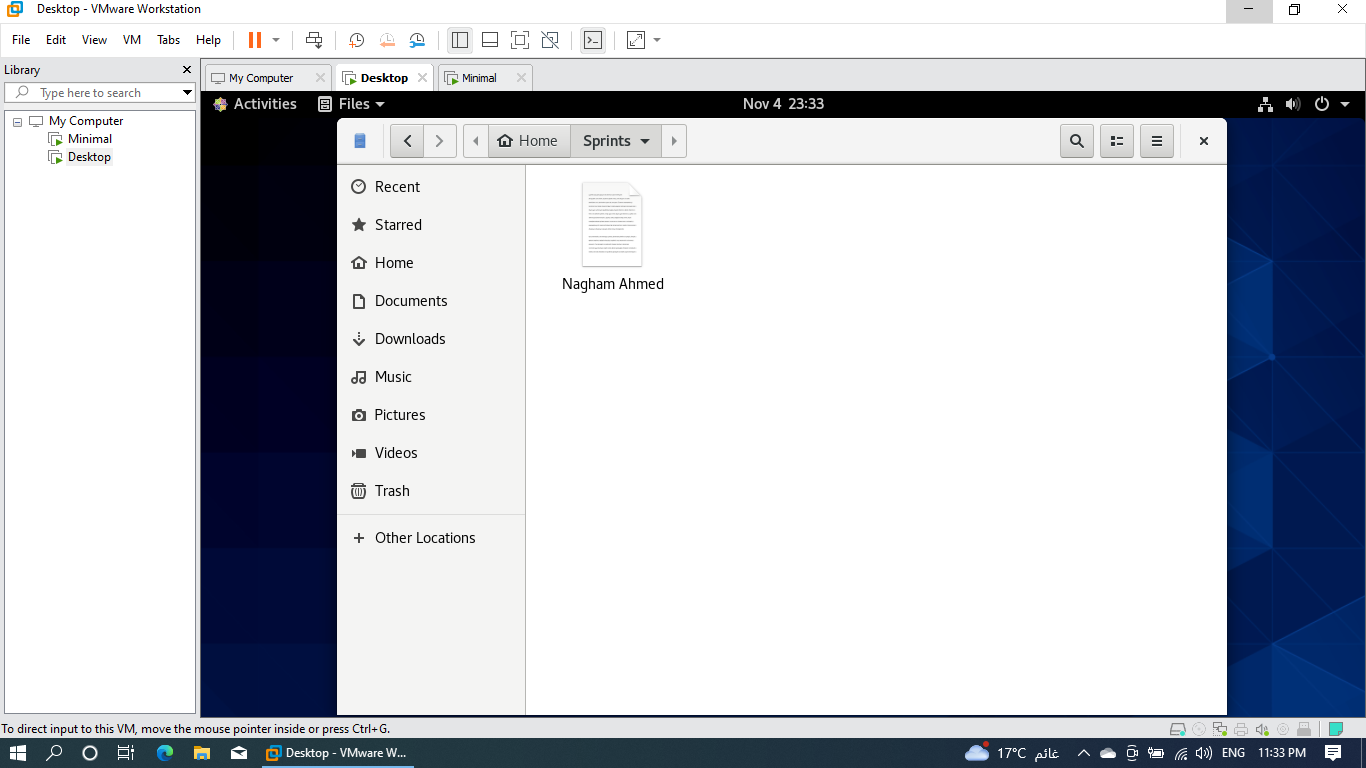 Desktop - VMware Workstation
File Edit View VM Tabs Help
Library
Type here to search
My Computer
Minimal
Desktop
My Computer Desktop Minimal
Activities Files Nov 4 23:33
Home Sprints
Recent
Starred
Home
Documents
Downloads
Music
Pictures
Videos
Trash
Other Locations
Nagham Ahmed
To direct input to this VM, move the mouse pointer inside or press Ctrl+G.
Desktop - VMware W... 17°C غائم ENG 11:33 PM